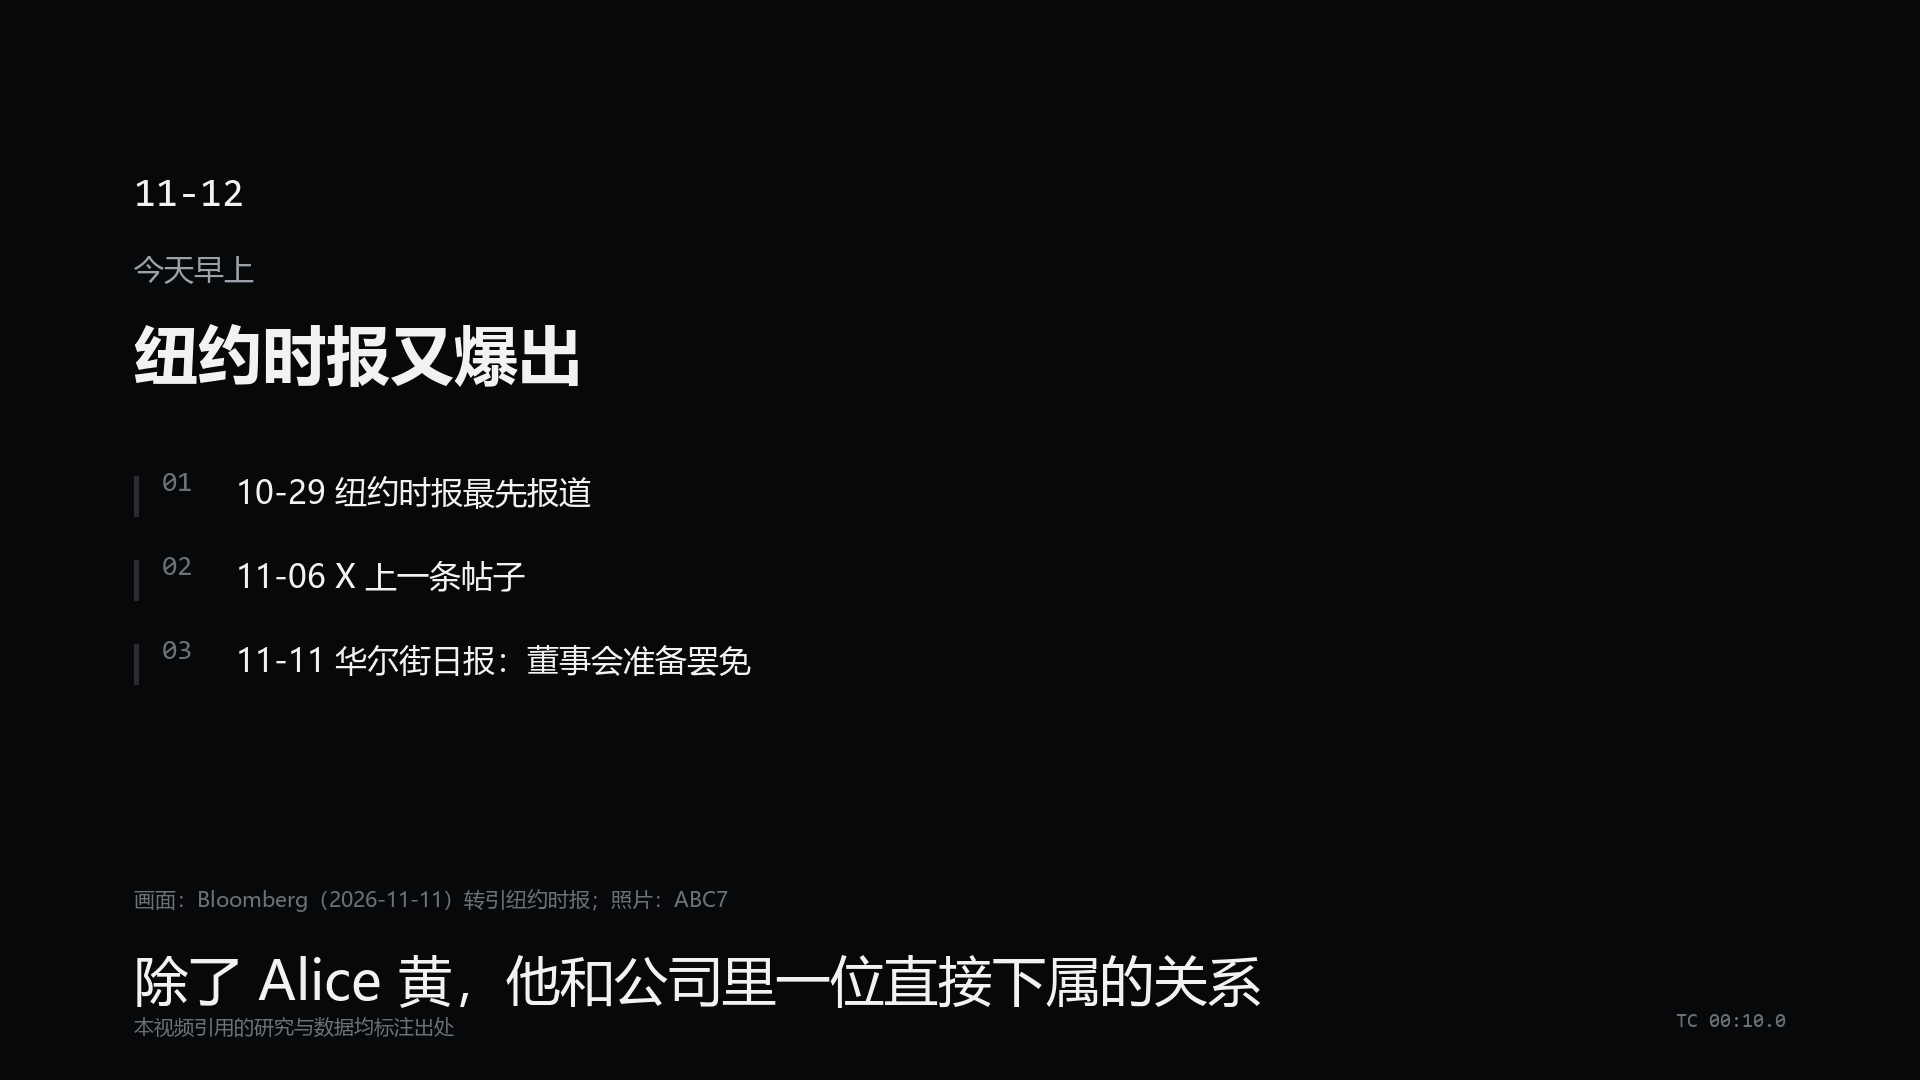 11-12
今天早上
纽约时报又爆出
01 10-29 纽约时报最先报道
02 11-06 X 上一条帖子
03 11-11 华尔街日报：董事会准备罢免
画面：Bloomberg（2026-11-11）转引纽约时报；照片：ABC7
除了 Alice 黄，他和公司里一位直接下属的关系
本视频引用的研究与数据均标注出处
TC 00:10.0